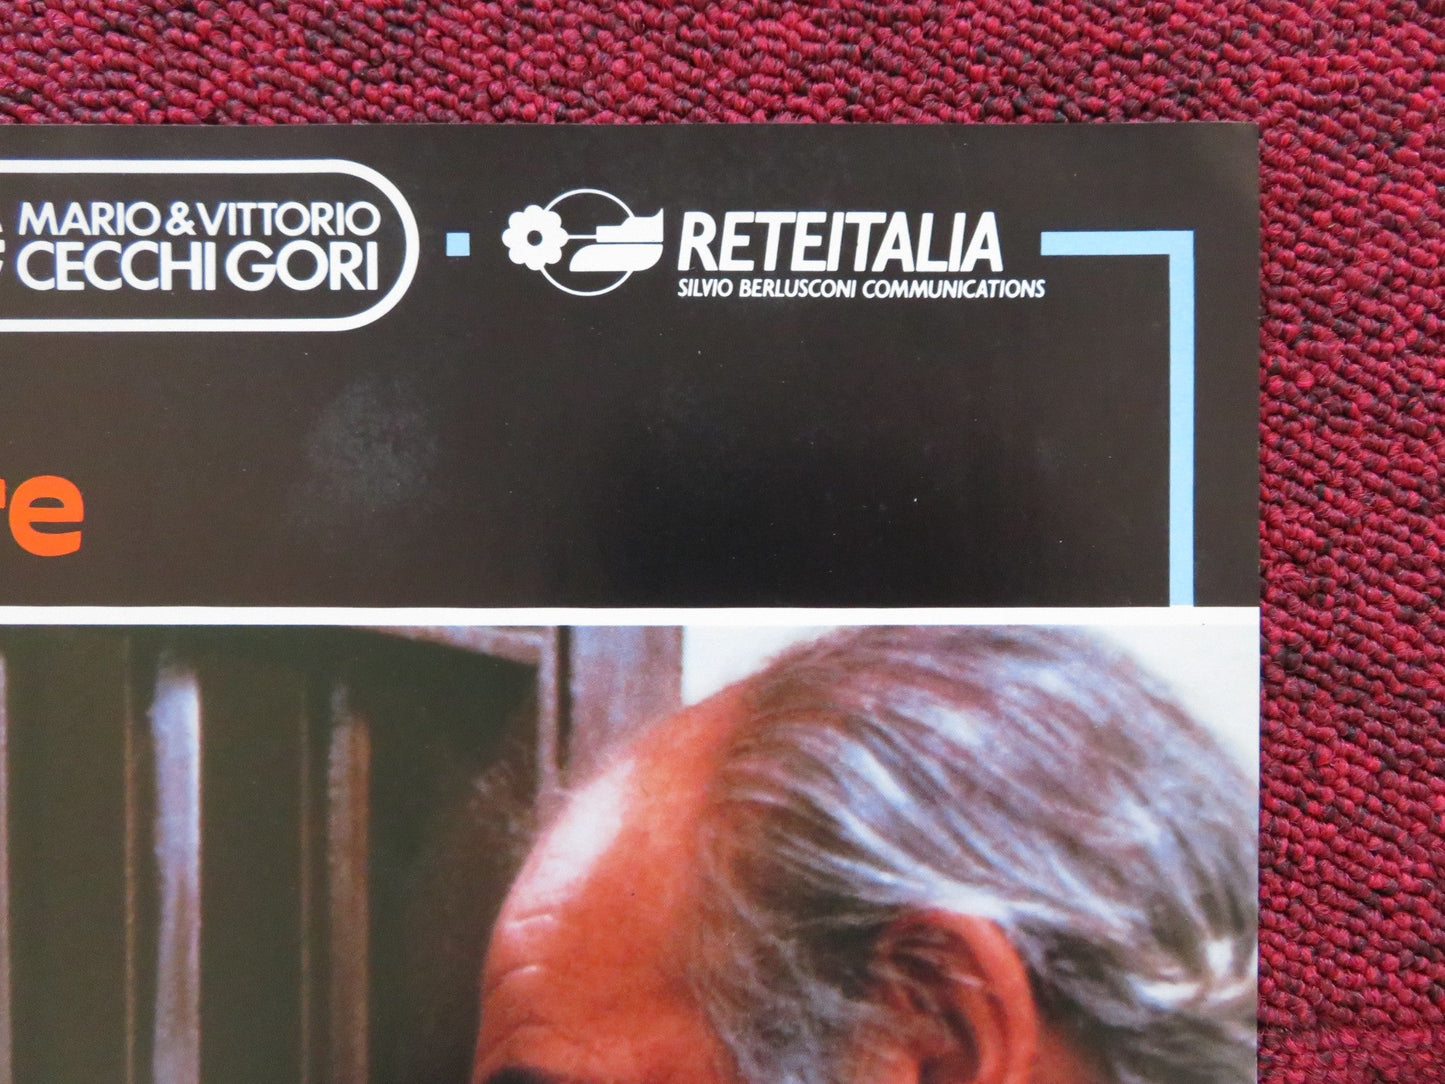 MARIO & VITTORIO
CECCHI GORI
RETEITALIA
SILVIO BERLUSCONI COMMUNICATIONS
re